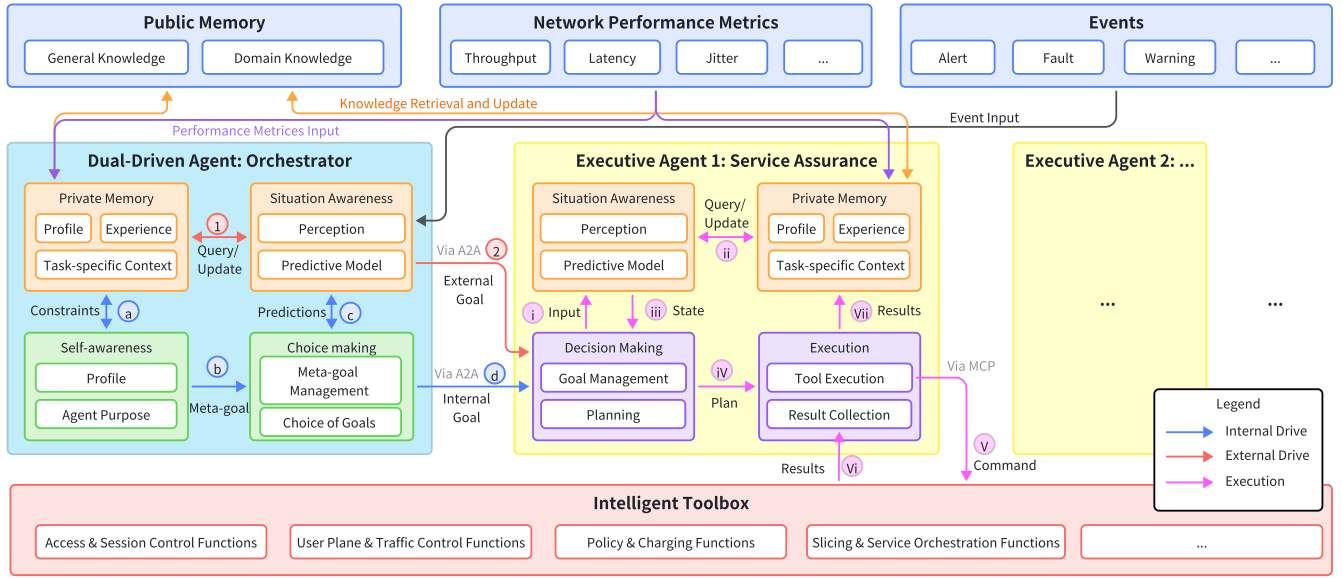 Public Memory
General Knowledge
Domain Knowledge
Network Performance Metrics
Throughput
Latency
Jitter
...
Events
Alert
Fault
Warning
...
Knowledge Retrieval and Update
Performance Metrices Input
Event Input
Dual-Driven Agent: Orchestrator
Private Memory
Profile
Experience
Task-specific Context
1
Query/
Update
Situation Awareness
Perception
Predictive Model
Constraints
a
Predictions
c
Self-awareness
Profile
Agent Purpose
b
Meta-goal
Choice making
Meta-goal
Management
Choice of Goals
Via A2A
2
External
Goal
Via A2A
d
Internal
Goal
Executive Agent 1: Service Assurance
Situation Awareness
Perception
Predictive Model
Query/
Update
ii
Private Memory
Profile
Experience
Task-specific Context
i
Input
iii
State
Vii
Results
Decision Making
Goal Management
Planning
iV
Plan
Execution
Tool Execution
Result Collection
Via MCP
V
Command
Results
Vi
Executive Agent 2: ...
...
...
Legend
Internal Drive
External Drive
Execution
Intelligent Toolbox
Access & Session Control Functions
User Plane & Traffic Control Functions
Policy & Charging Functions
Slicing & Service Orchestration Functions
...